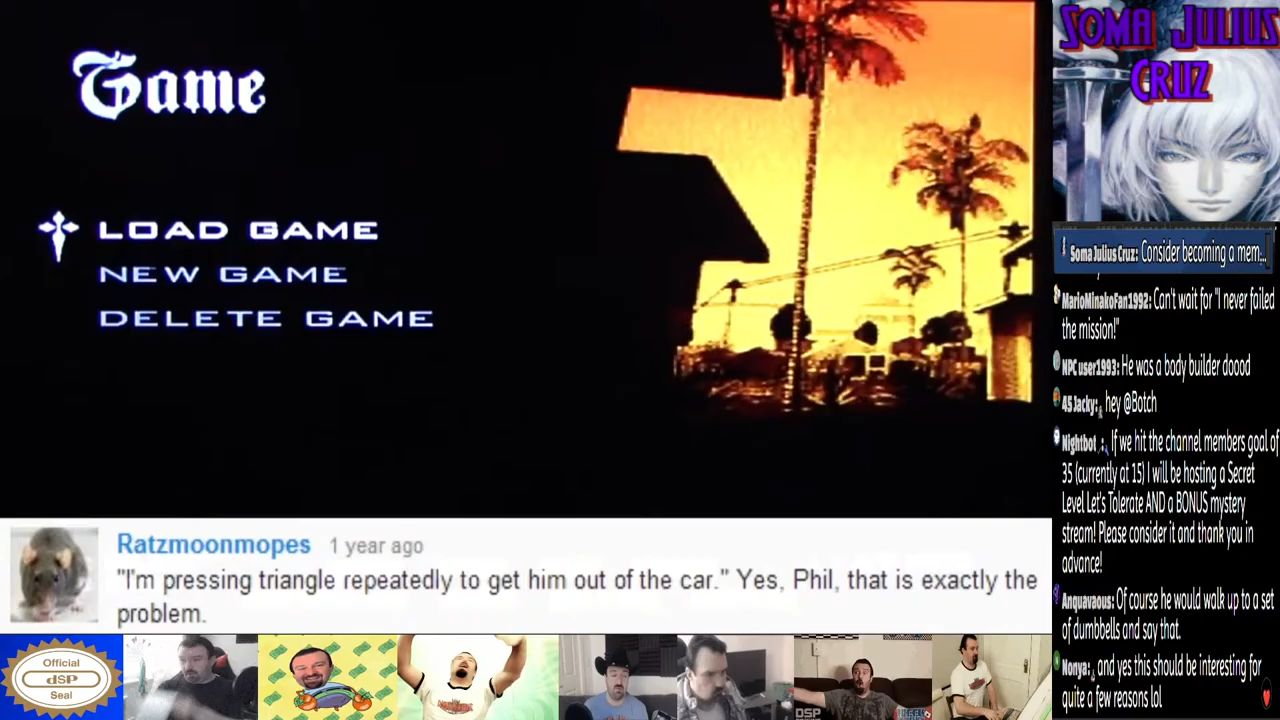 Game
LOAD GAME
NEW GAME
DELETE GAME
Ratzmoonmopes 1 year ago
"I'm pressing triangle repeatedly to get him out of the car." Yes, Phil, that is exactly the
problem.
Official
dSP
Seal
DSP
SOMA JULIUS
CRUZ
Soma Julius Cruz: Consider becoming a mem...
MarioMinakoFan1992: Can't wait for "I never failed
the mission!"
NPC user1993: He was a body builder doood
45 Jacky: hey @Botch
Nightbot: If we hit the channel members goal of
35 (currently at 15) I will be hosting a Secret
Level Let's Tolerate AND a BONUS mystery
stream! Please consider it and thank you in
advance!
Anquavaous: Of course he would walk up to a set
of dumbbells and say that.
Nonya: and yes this should be interesting for
quite a few reasons lol